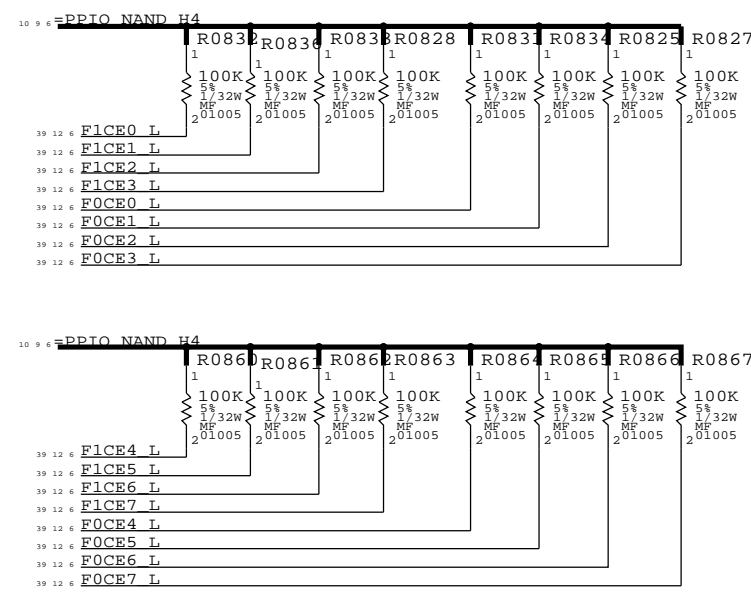 10 9 6 =PPIO_NAND_H4
R0832 R0836 R0833 R0828 R0831 R0834 R0825 R0827
1 1 1 1 1 1 1 1
100K 100K 100K 100K 100K 100K 100K 100K
5% 5% 5% 5% 5% 5% 5% 5%
1/32W 1/32W 1/32W 1/32W 1/32W 1/32W 1/32W 1/32W
MF MF MF MF MF MF MF MF
2 01005 2 01005 2 01005 2 01005 2 01005 2 01005 2 01005 2 01005
39 12 6 F1CE0_L
39 12 6 F1CE1_L
39 12 6 F1CE2_L
39 12 6 F1CE3_L
39 12 6 F0CE0_L
39 12 6 F0CE1_L
39 12 6 F0CE2_L
39 12 6 F0CE3_L
10 9 6 =PPIO_NAND_H4
R0860 R0861 R0862 R0863 R0864 R0865 R0866 R0867
1 1 1 1 1 1 1 1
100K 100K 100K 100K 100K 100K 100K 100K
5% 5% 5% 5% 5% 5% 5% 5%
1/32W 1/32W 1/32W 1/32W 1/32W 1/32W 1/32W 1/32W
MF MF MF MF MF MF MF MF
2 01005 2 01005 2 01005 2 01005 2 01005 2 01005 2 01005 2 01005
39 12 6 F1CE4_L
39 12 6 F1CE5_L
39 12 6 F1CE6_L
39 12 6 F1CE7_L
39 12 6 F0CE4_L
39 12 6 F0CE5_L
39 12 6 F0CE6_L
39 12 6 F0CE7_L